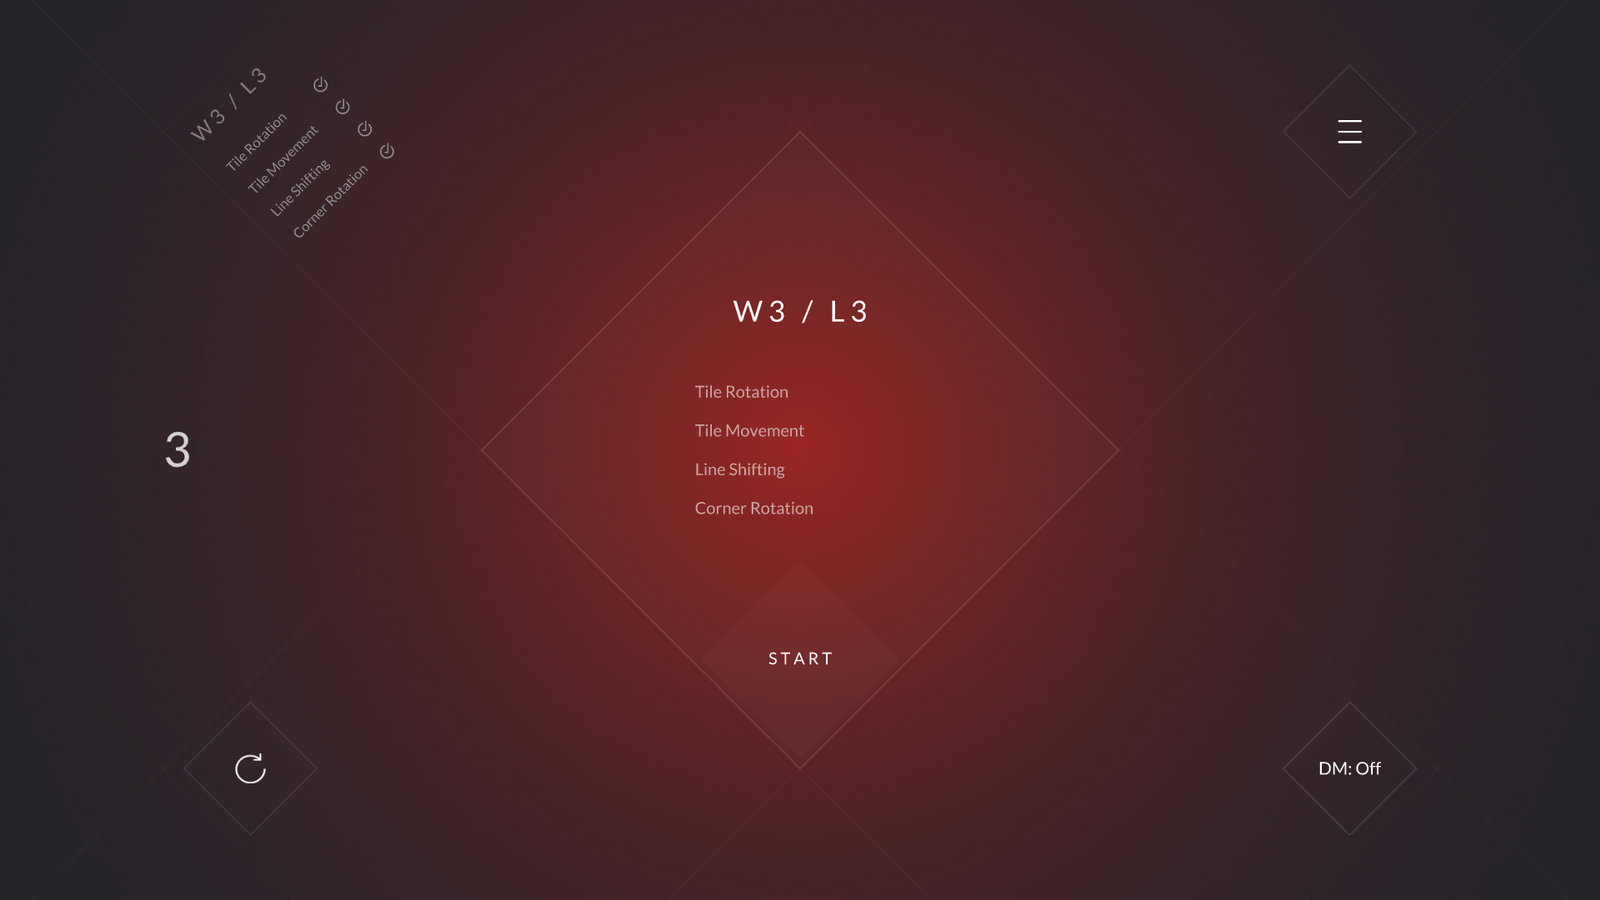 W3 / L3
Tile Rotation
Tile Movement
Line Shifting
Corner Rotation
W3 / L3
Tile Rotation
Tile Movement
Line Shifting
Corner Rotation
3
START
DM: Off